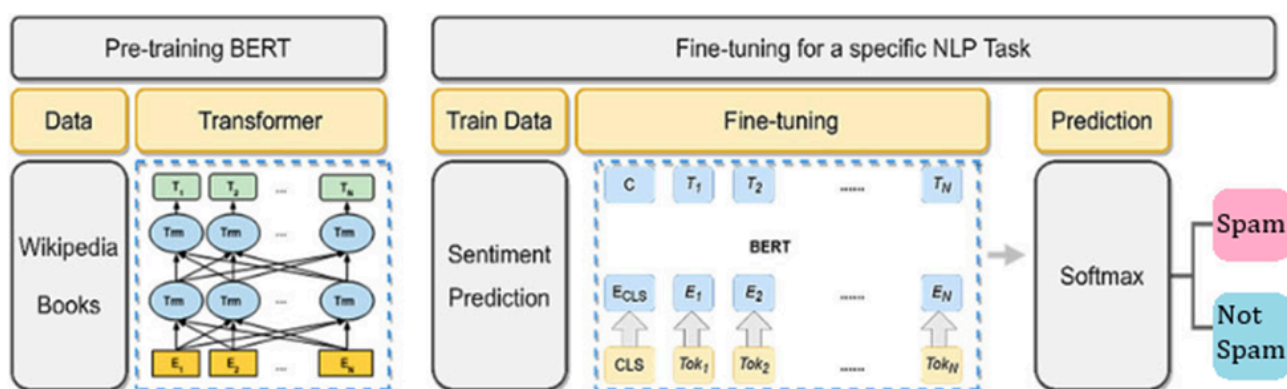 Pre-training BERT
Fine-tuning for a specific NLP Task
Data
Transformer
Train Data
Fine-tuning
Prediction
Wikipedia
Books
T1 T2 ... TN
Trm Trm ... Trm
Trm Trm ... Trm
E1 E2 ... EN
Sentiment
Prediction
C T1 T2 ...... TN
BERT
ECLS E1 E2 ...... EN
CLS Tok1 Tok2 ...... TokN
Softmax
Spam
Not
Spam